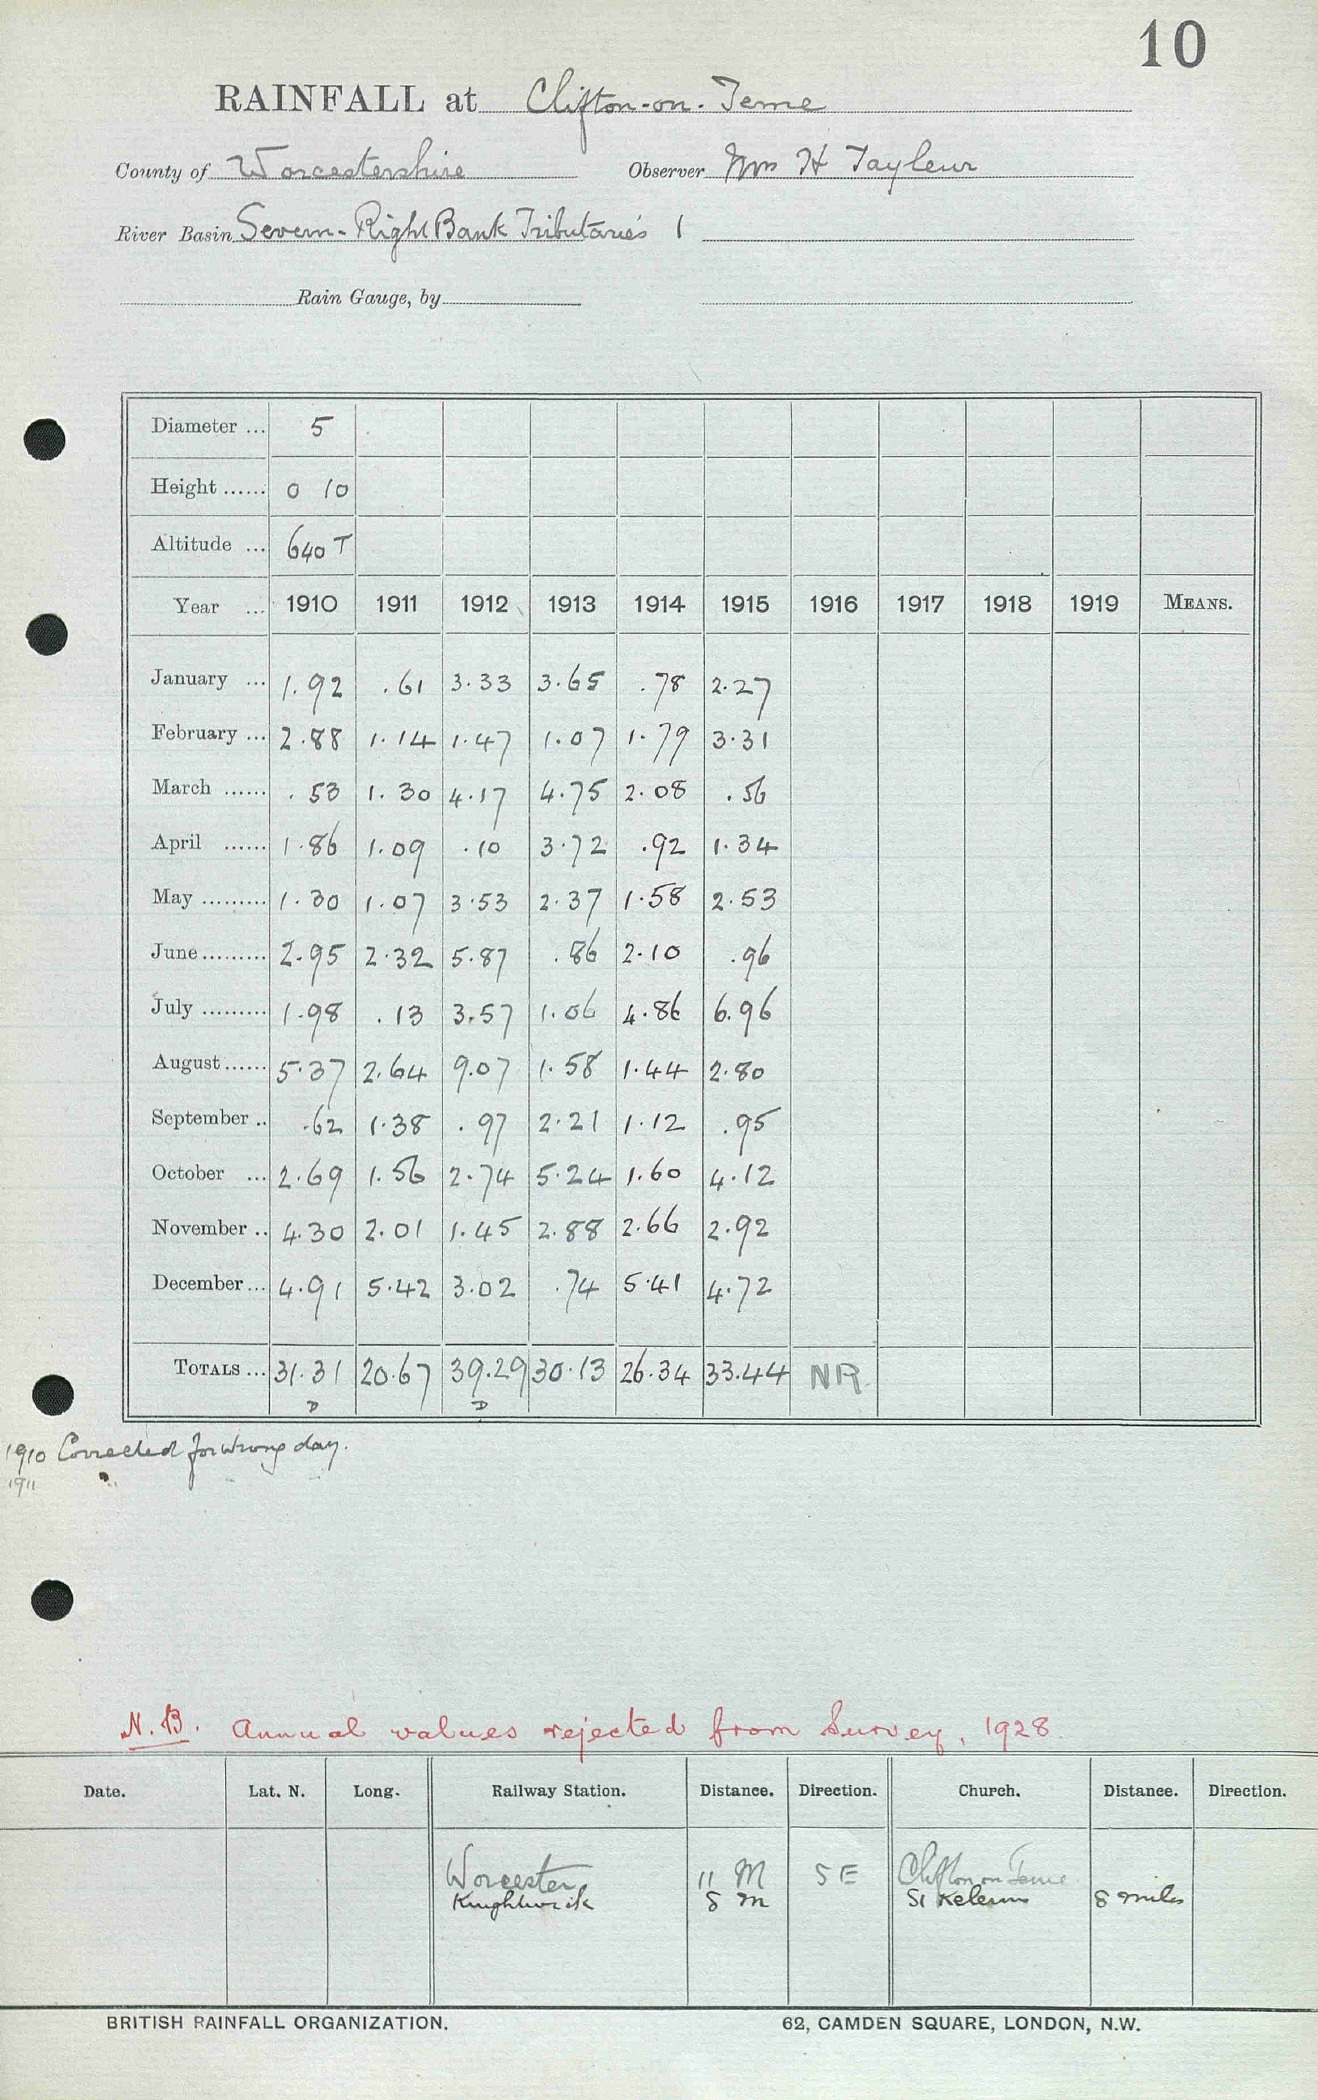 10
RAINFALL at Clifton-on-Teme
County of Worcestershire Observer Mrs H Tayleur
River Basin Severn - Right Bank Tributaries 1
Rain Gauge, by
Diameter ... 5
Height ...... 0 10
Altitude ... 640 T
Year ... 1910 1911 1912 1913 1914 1915 1916 1917 1918 1919 MEANS.
January ... 1.92 .61 3.33 3.65 .78 2.27
February ... 2.88 1.14 1.47 1.07 1.79 3.31
March ...... .53 1.30 4.17 4.75 2.08 .56
April ...... 1.86 1.09 .10 3.72 .92 1.34
May ......... 1.30 1.07 3.53 2.37 1.58 2.53
June ......... 2.95 2.32 5.87 .86 2.10 .96
July ......... 1.98 .13 3.57 1.06 4.86 6.96
August ...... 5.37 2.64 9.07 1.58 1.44 2.80
September .. .62 1.38 .97 2.21 1.12 .95
October ... 2.69 1.56 2.74 5.24 1.60 4.12
November .. 4.30 2.01 1.45 2.88 2.66 2.92
December ... 4.91 5.42 3.02 .74 5.41 4.72
TOTALS ... 31.31 20.67 39.29 30.13 26.34 33.44 NR
D D
1910 Corrected for wrong day.
1911 " "
N.B. Annual values rejected from Survey, 1928.
Date. Lat. N. Long. Railway Station. Distance. Direction. Church. Distance. Direction.
Worcester 11 M SE Clifton on Teme
Knightwick 8 m St Kelems 8 miles
BRITISH RAINFALL ORGANIZATION. 62, CAMDEN SQUARE, LONDON, N.W.